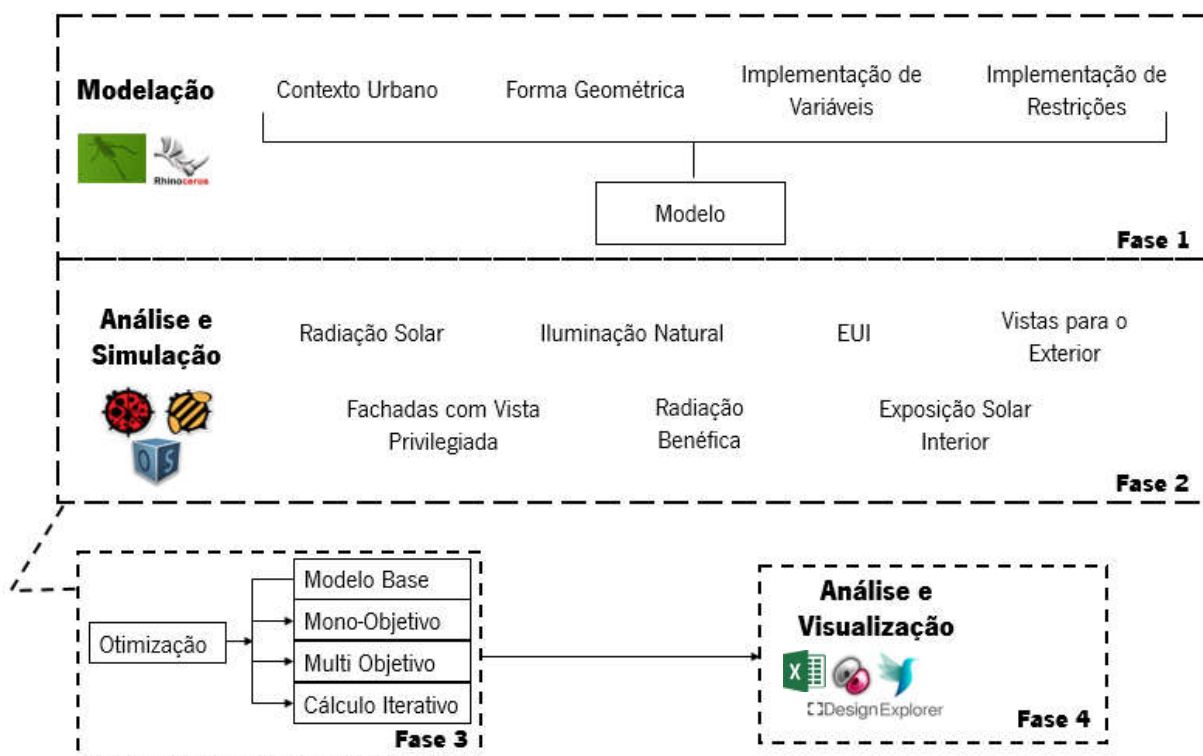 Modelação
Rhinoceros
Contexto Urbano
Forma Geométrica
Implementação de
Variáveis
Implementação de
Restrições
Modelo
Fase 1
Análise e
Simulação
OS
Radiação Solar
Iluminação Natural
EUI
Vistas para o
Exterior
Fachadas com Vista
Privilegiada
Radiação
Benéfica
Exposição Solar
Interior
Fase 2
Otimização
Modelo Base
Mono-Objetivo
Multi Objetivo
Cálculo Iterativo
Fase 3
Análise e
Visualização
X
DesignExplorer
Fase 4